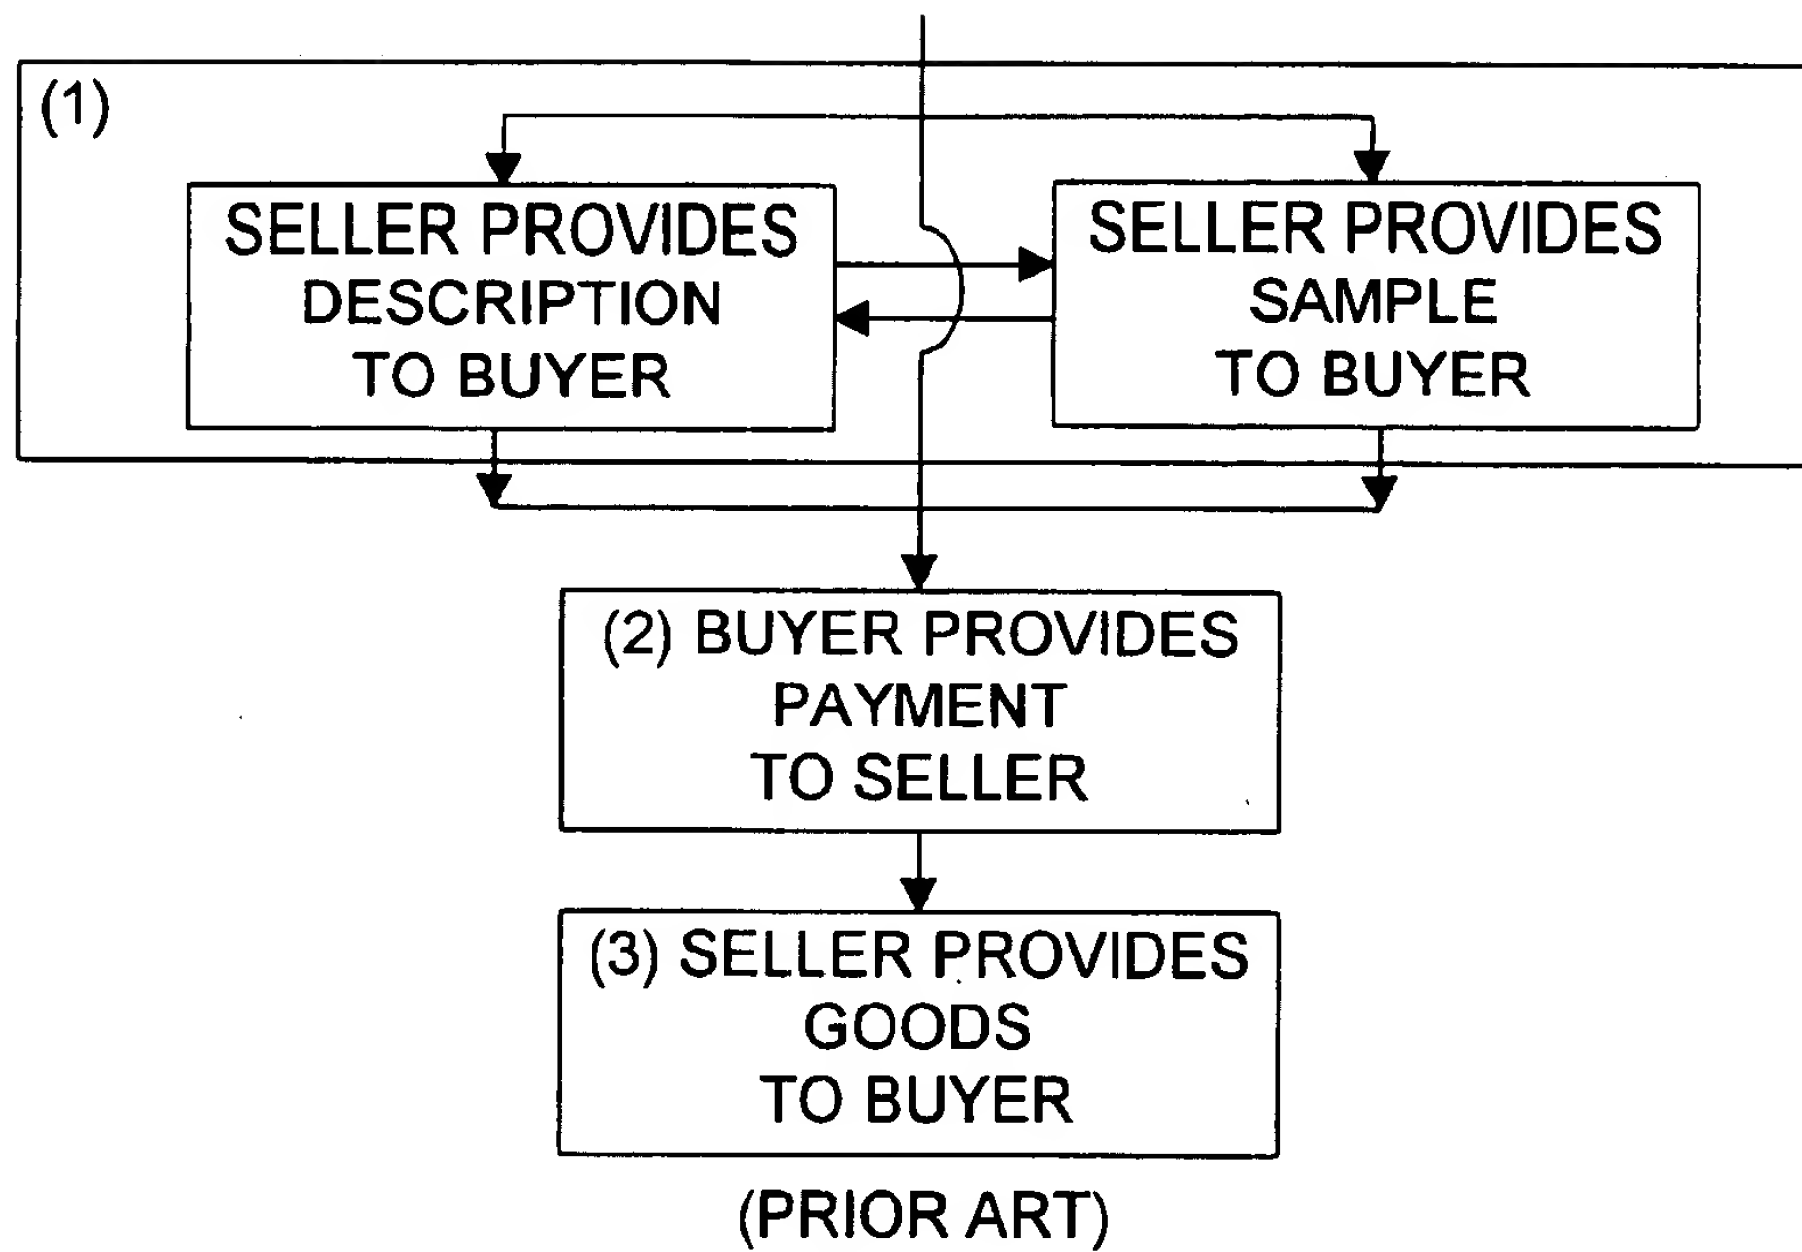 (1)
SELLER PROVIDES
DESCRIPTION
TO BUYER
SELLER PROVIDES
SAMPLE
TO BUYER
(2) BUYER PROVIDES
PAYMENT
TO SELLER
(3) SELLER PROVIDES
GOODS
TO BUYER
(PRIOR ART)